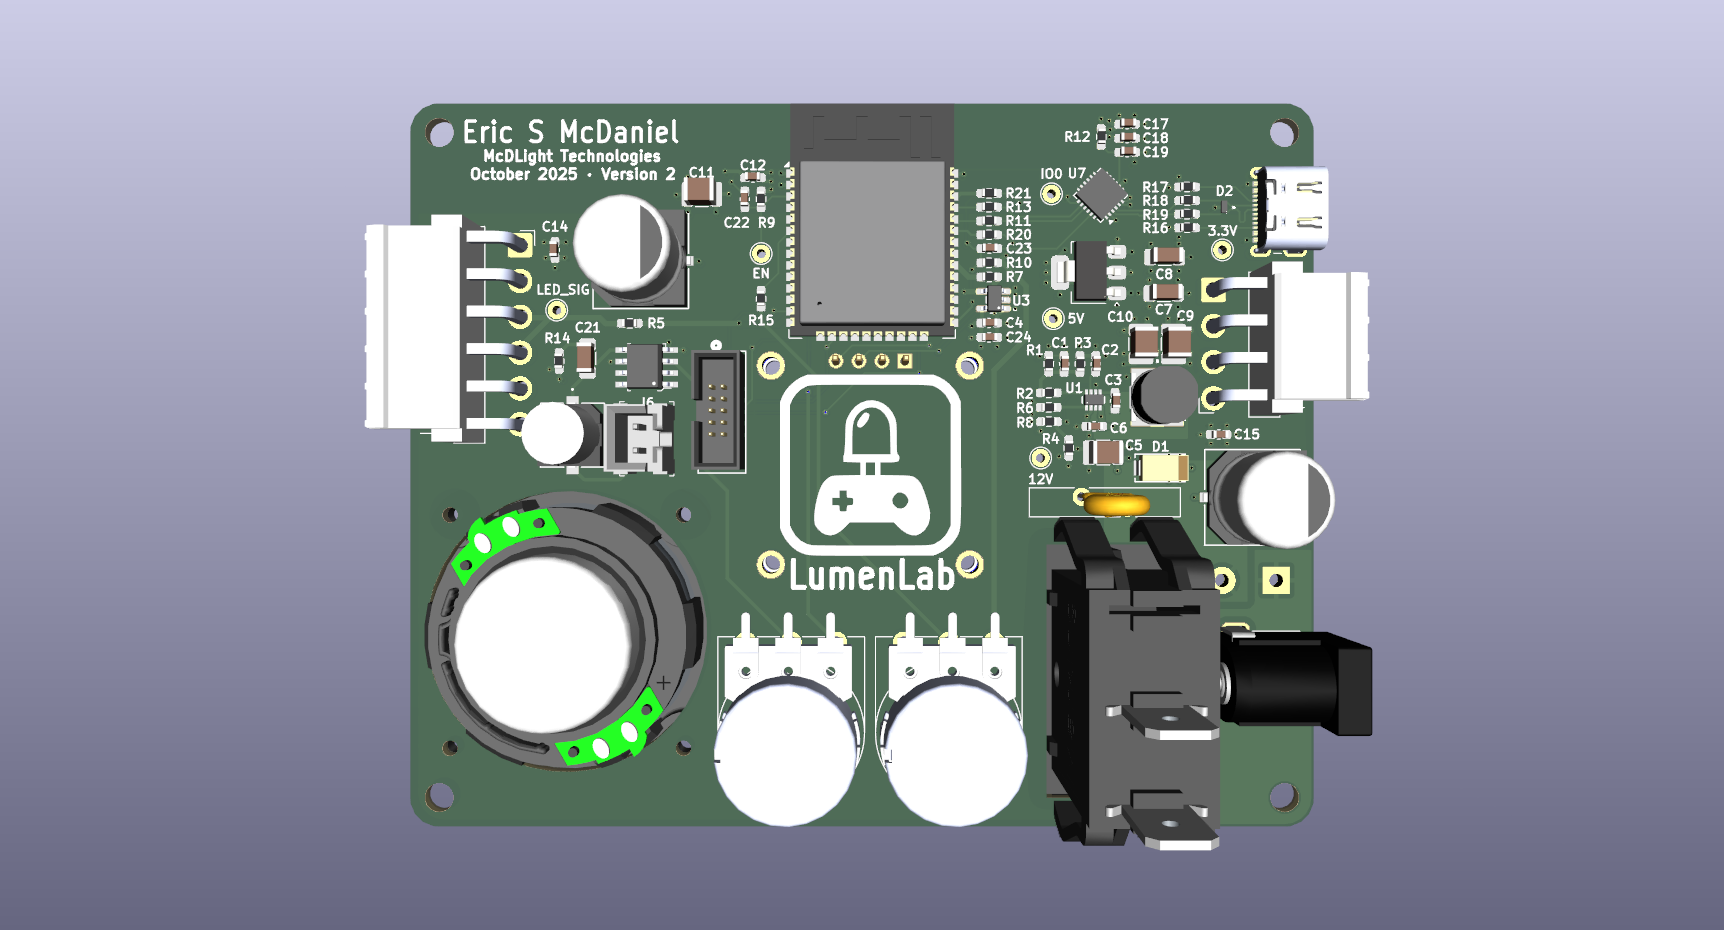 Eric S McDaniel
McDLight Technologies
October 2025 · Version 2
C11
C12
C22
R9
C14
LED_SIG
EN
R15
R5
R14
C21
J6
R12
C17
C18
C19
IO0
U7
R21
R13
R11
R20
C23
R10
R7
U3
C4
C24
R17
R18
R19
R16
D2
3.3V
C8
C7
C10
C9
5V
R1
C1
R3
C2
R2
R6
R8
U1
C3
C6
R4
C5
D1
C15
12V
LumenLab
+